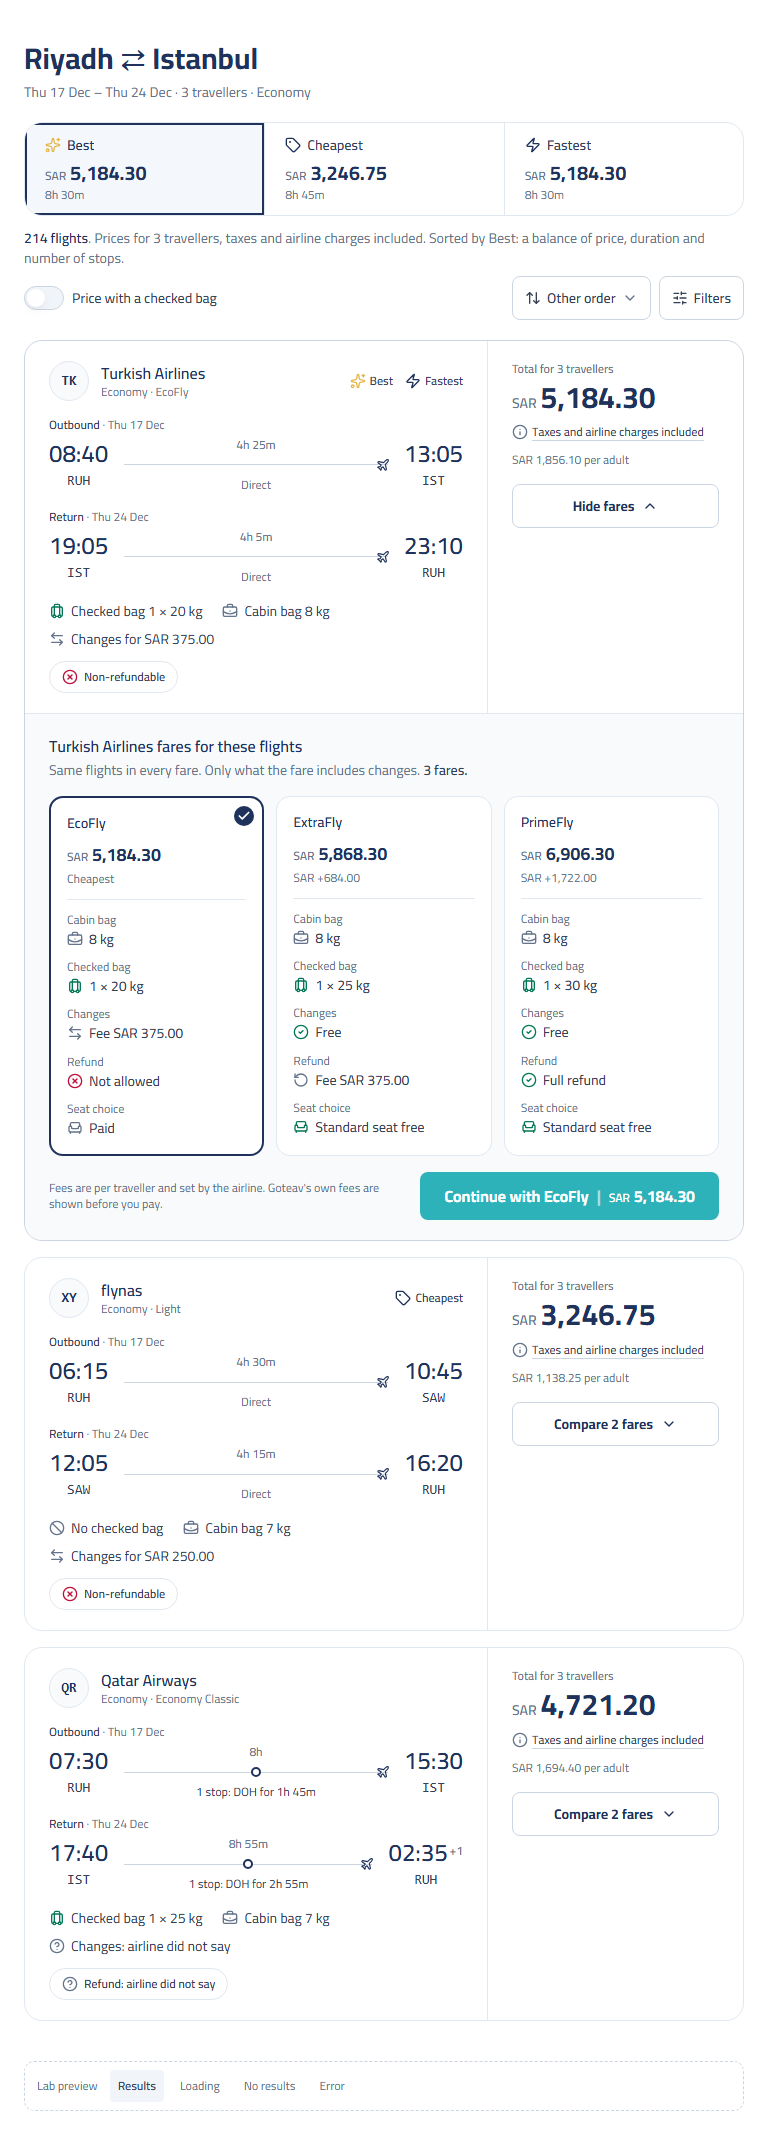 Riyadh ⇄ Istanbul
Thu 17 Dec – Thu 24 Dec · 3 travellers · Economy
Best
SAR 5,184.30
8h 30m
Cheapest
SAR 3,246.75
8h 45m
Fastest
SAR 5,184.30
8h 30m
214 flights. Prices for 3 travellers, taxes and airline charges included. Sorted by Best: a balance of price, duration and
number of stops.
Price with a checked bag
Other order
Filters
TK
Turkish Airlines
Economy · EcoFly
Best
Fastest
Outbound · Thu 17 Dec
08:40
RUH
4h 25m
Direct
13:05
IST
Return · Thu 24 Dec
19:05
IST
4h 5m
Direct
23:10
RUH
Checked bag 1 × 20 kg
Cabin bag 8 kg
Changes for SAR 375.00
Non-refundable
Total for 3 travellers
SAR 5,184.30
Taxes and airline charges included
SAR 1,856.10 per adult
Hide fares
Turkish Airlines fares for these flights
Same flights in every fare. Only what the fare includes changes. 3 fares.
EcoFly
SAR 5,184.30
Cheapest
Cabin bag
8 kg
Checked bag
1 × 20 kg
Changes
Fee SAR 375.00
Refund
Not allowed
Seat choice
Paid
ExtraFly
SAR 5,868.30
SAR +684.00
Cabin bag
8 kg
Checked bag
1 × 25 kg
Changes
Free
Refund
Fee SAR 375.00
Seat choice
Standard seat free
PrimeFly
SAR 6,906.30
SAR +1,722.00
Cabin bag
8 kg
Checked bag
1 × 30 kg
Changes
Free
Refund
Full refund
Seat choice
Standard seat free
Fees are per traveller and set by the airline. Goteav's own fees are
shown before you pay.
Continue with EcoFly | SAR 5,184.30
XY
flynas
Economy · Light
Cheapest
Outbound · Thu 17 Dec
06:15
RUH
4h 30m
Direct
10:45
SAW
Return · Thu 24 Dec
12:05
SAW
4h 15m
Direct
16:20
RUH
No checked bag
Cabin bag 7 kg
Changes for SAR 250.00
Non-refundable
Total for 3 travellers
SAR 3,246.75
Taxes and airline charges included
SAR 1,138.25 per adult
Compare 2 fares
QR
Qatar Airways
Economy · Economy Classic
Outbound · Thu 17 Dec
07:30
RUH
8h
1 stop: DOH for 1h 45m
15:30
IST
Return · Thu 24 Dec
17:40
IST
8h 55m
1 stop: DOH for 2h 55m
02:35 +1
RUH
Checked bag 1 × 25 kg
Cabin bag 7 kg
Changes: airline did not say
Refund: airline did not say
Total for 3 travellers
SAR 4,721.20
Taxes and airline charges included
SAR 1,694.40 per adult
Compare 2 fares
Lab preview
Results
Loading
No results
Error